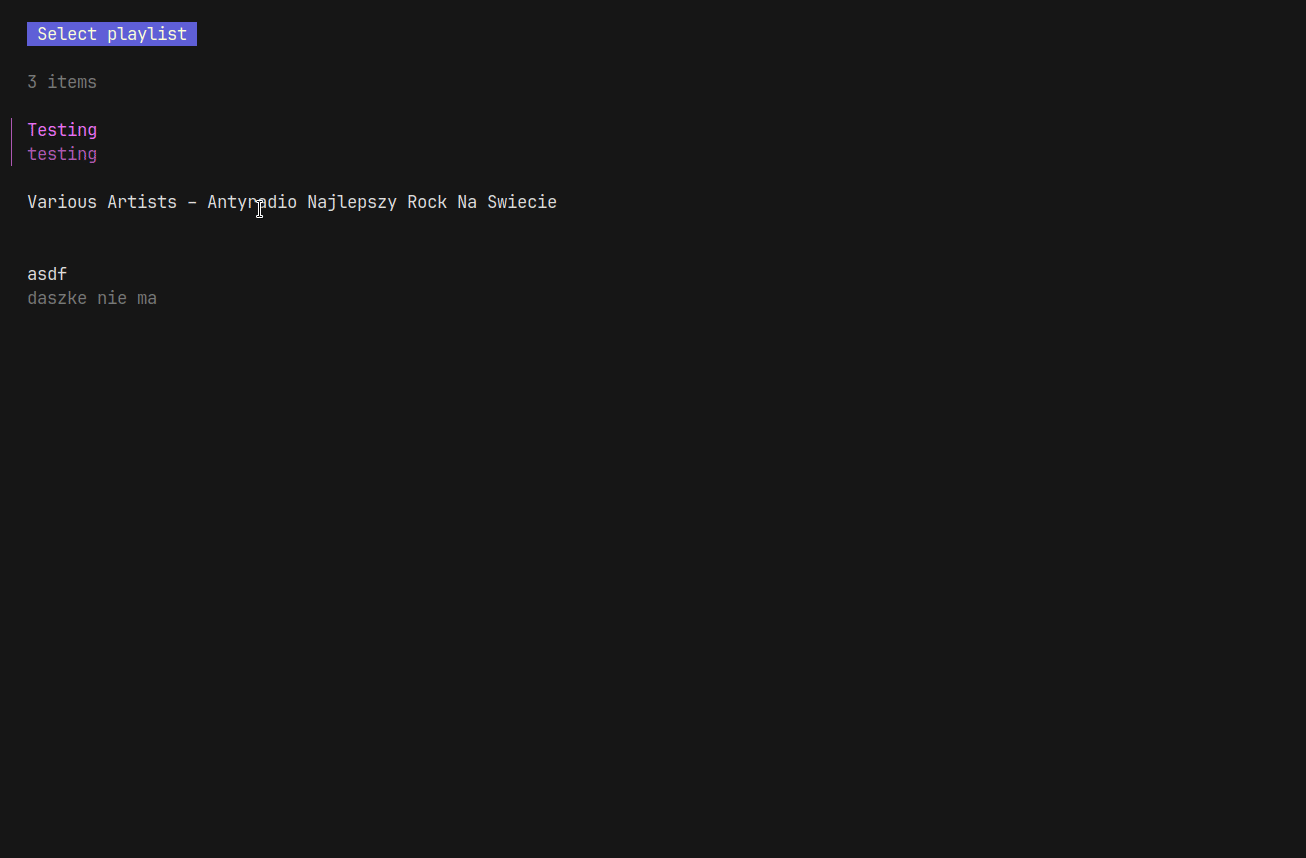 Select playlist
3 items
Testing
testing
Various Artists – Antyradio Najlepszy Rock Na Swiecie
asdf
daszke nie ma